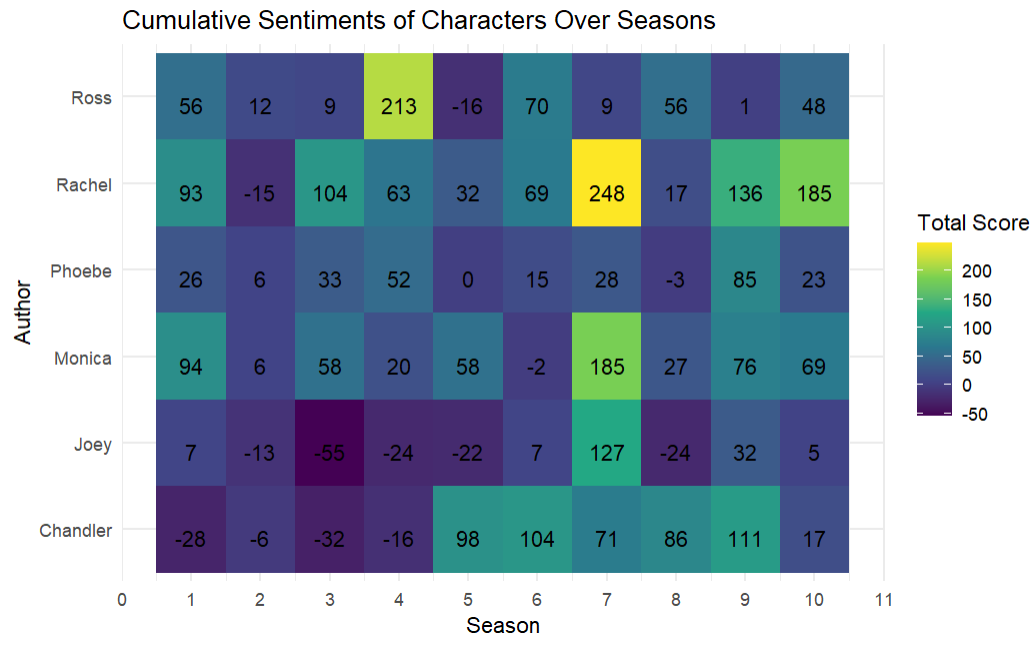 Cumulative Sentiments of Characters Over Seasons
Author
Ross 56 12 9 213 -16 70 9 56 1 48
Rachel 93 -15 104 63 32 69 248 17 136 185
Phoebe 26 6 33 52 0 15 28 -3 85 23
Monica 94 6 58 20 58 -2 185 27 76 69
Joey 7 -13 -55 -24 -22 7 127 -24 32 5
Chandler -28 -6 -32 -16 98 104 71 86 111 17
0 1 2 3 4 5 6 7 8 9 10 11
Season
Total Score
200
150
100
50
0
-50